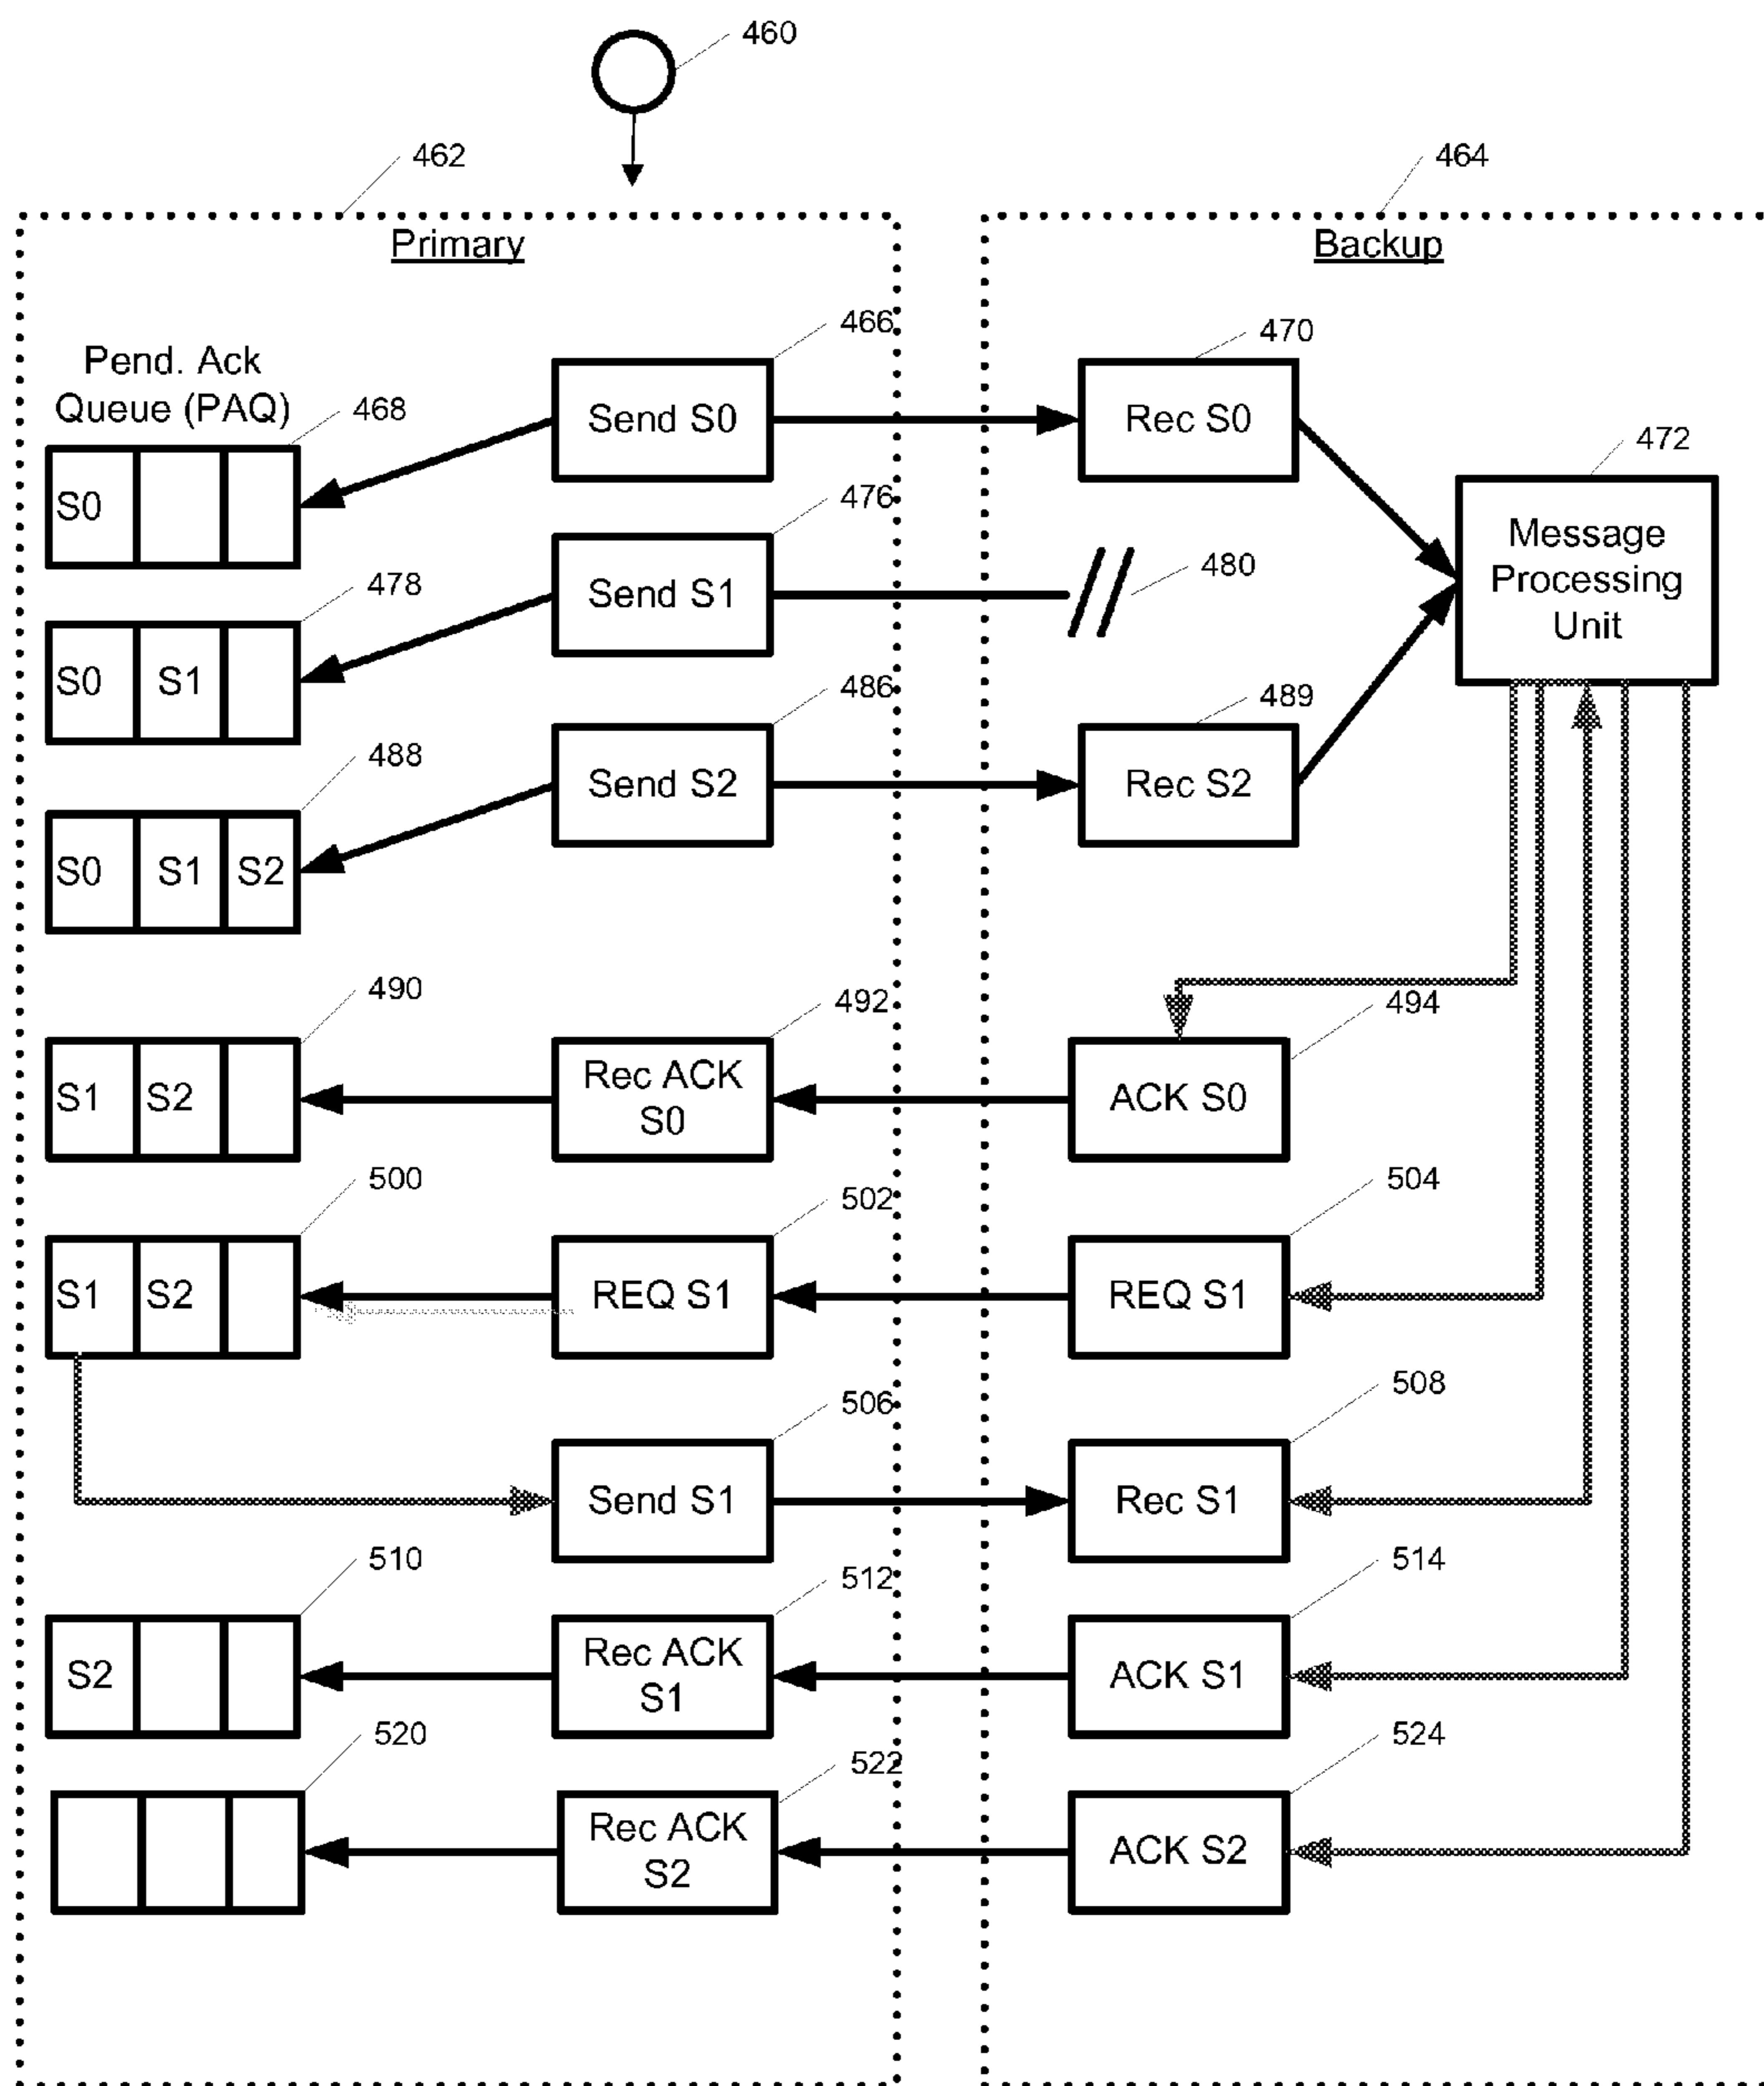 460
462
464
Primary
Backup
466
470
Pend. Ack
Queue (PAQ)
468
Send S0
Rec S0
472
S0
476
Message
Processing
Unit
478
Send S1
480
S0 S1
486
489
488
Send S2
Rec S2
S0 S1 S2
490
492
494
S1 S2
Rec ACK
S0
ACK S0
500
502
504
S1 S2
REQ S1
REQ S1
506
508
Send S1
Rec S1
510
512
514
S2
Rec ACK
S1
ACK S1
520
522
524
Rec ACK
S2
ACK S2